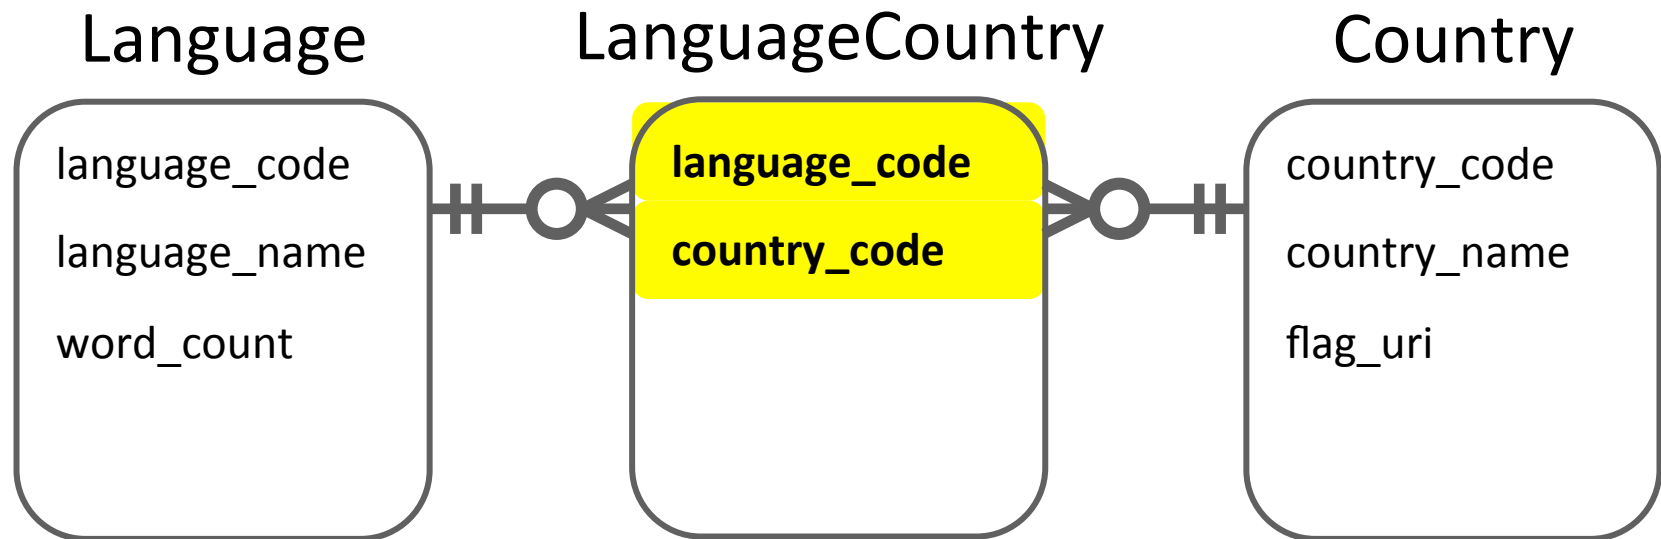 Language
language_code
language_name
word_count
LanguageCountry
language_code
country_code
Country
country_code
country_name
flag_uri